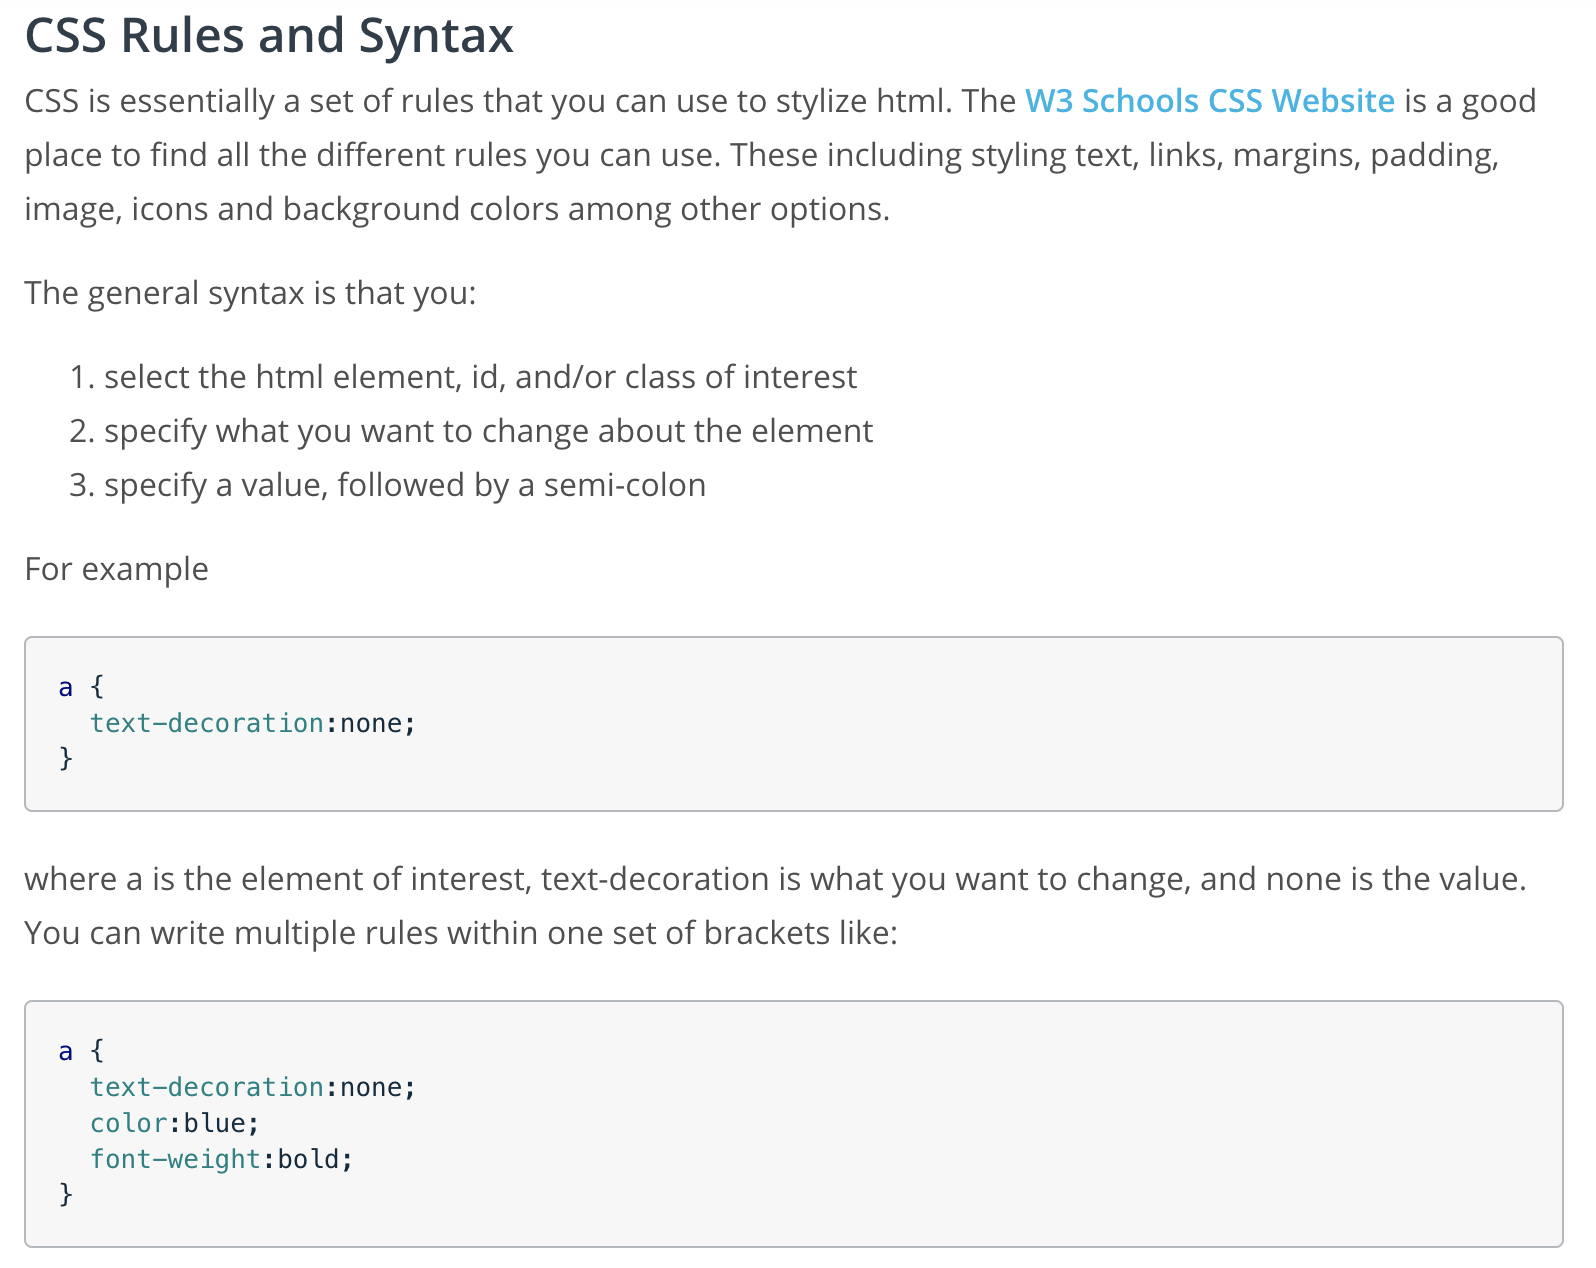 CSS Rules and Syntax
CSS is essentially a set of rules that you can use to stylize html. The W3 Schools CSS Website is a good
place to find all the different rules you can use. These including styling text, links, margins, padding,
image, icons and background colors among other options.
The general syntax is that you:
1. select the html element, id, and/or class of interest
2. specify what you want to change about the element
3. specify a value, followed by a semi-colon
For example
a {
  text-decoration:none;
}
where a is the element of interest, text-decoration is what you want to change, and none is the value.
You can write multiple rules within one set of brackets like:
a {
  text-decoration:none;
  color:blue;
  font-weight:bold;
}